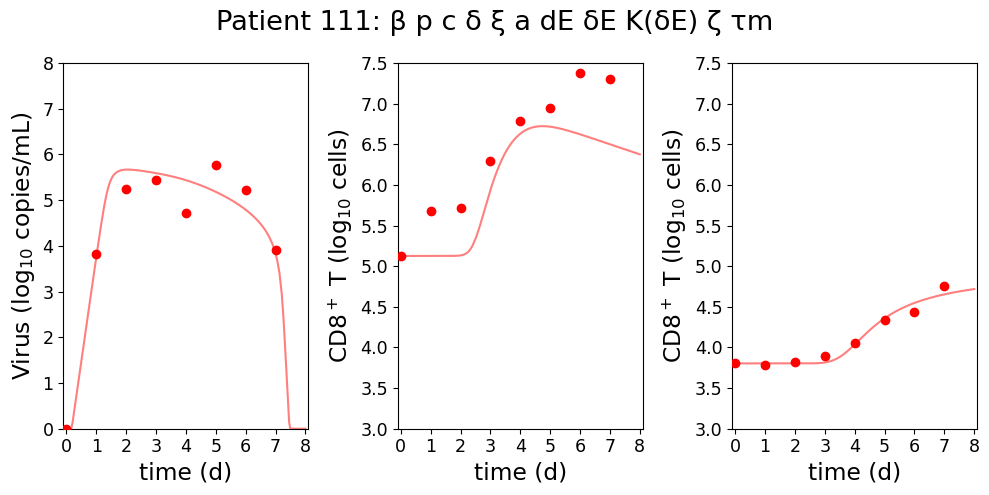 Patient 111: β p c δ ξ a dE δE K(δE) ζ τm
Virus (log10 copies/mL)
8
7
6
5
4
3
2
1
0
0 1 2 3 4 5 6 7 8
time (d)
CD8+ T (log10 cells)
7.5
7.0
6.5
6.0
5.5
5.0
4.5
4.0
3.5
3.0
0 1 2 3 4 5 6 7 8
time (d)
CD8+ T (log10 cells)
7.5
7.0
6.5
6.0
5.5
5.0
4.5
4.0
3.5
3.0
0 1 2 3 4 5 6 7 8
time (d)